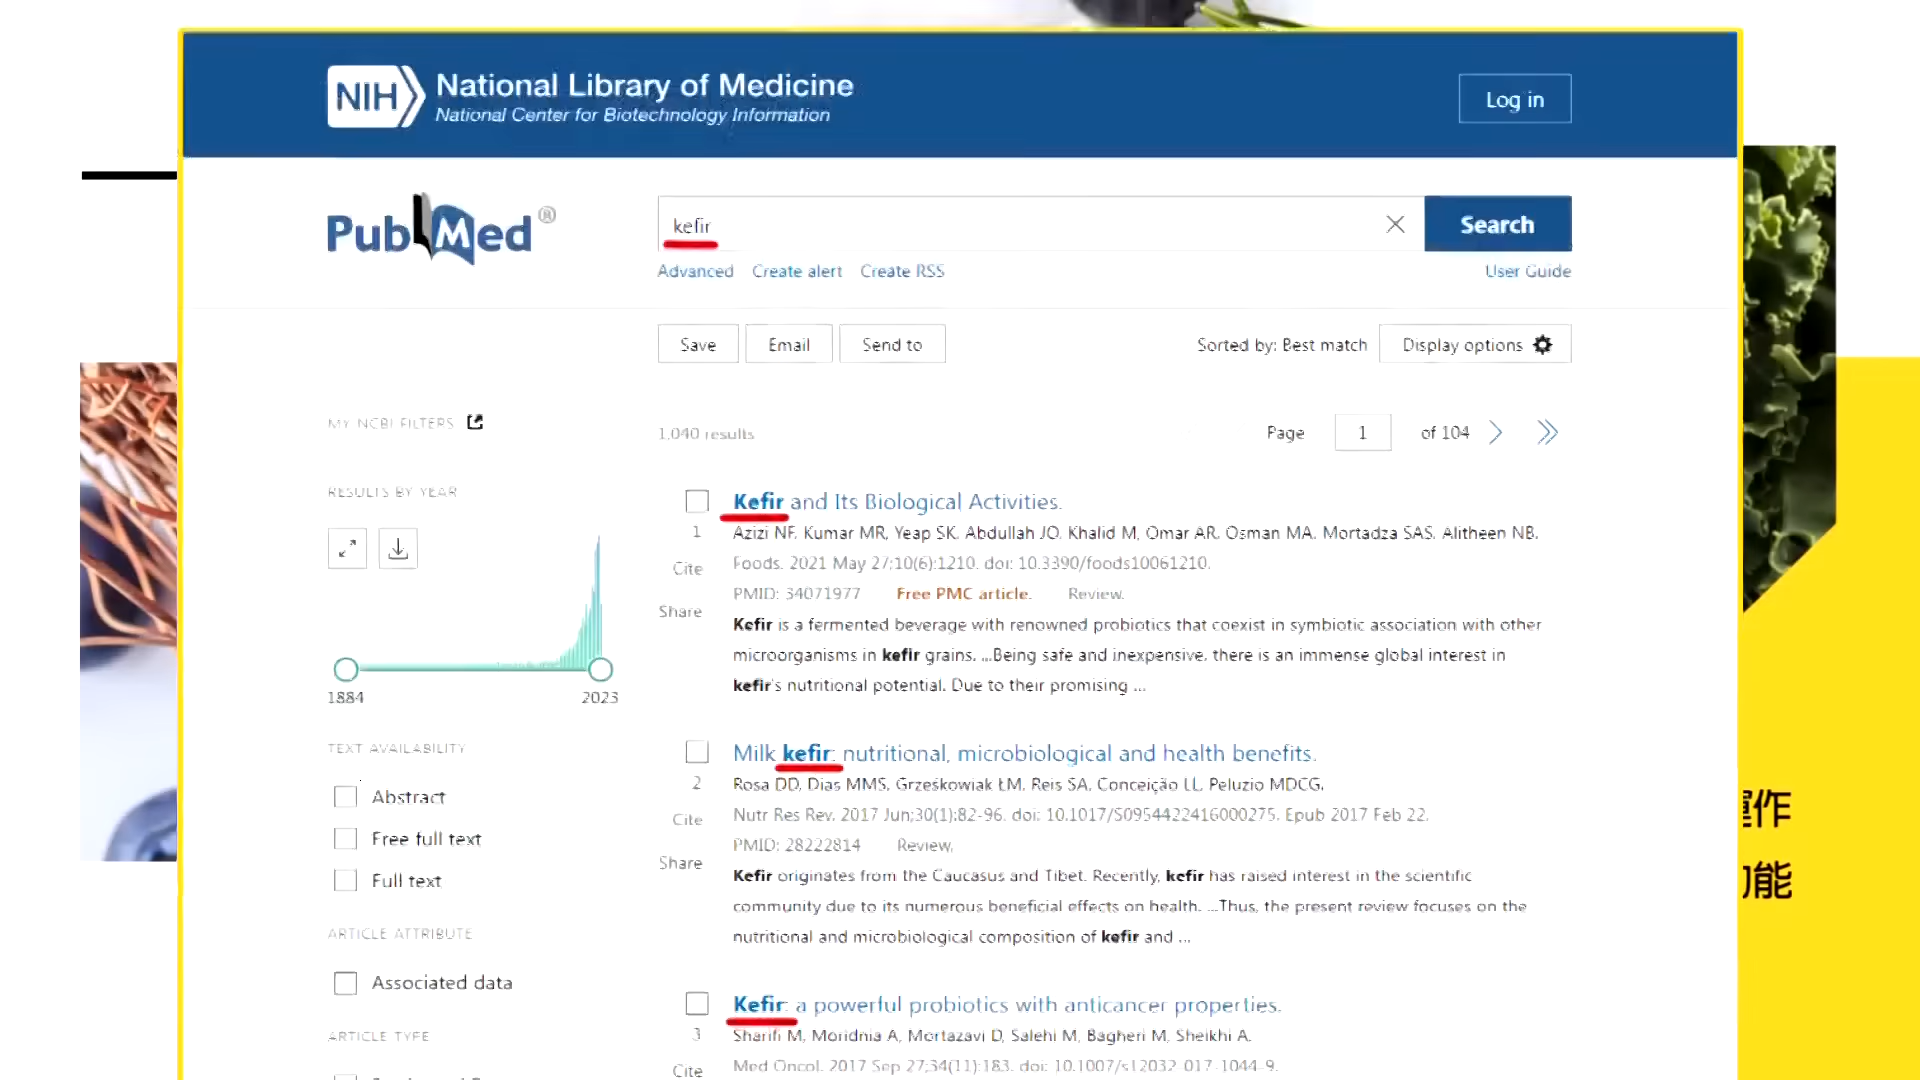 NIH National Library of Medicine
National Center for Biotechnology Information
Log in
PubMed®
kefir
Search
Advanced Create alert Create RSS
User Guide
Save Email Send to
Sorted by: Best match Display options
MY NCBI FILTERS
1,040 results
Page 1 of 104
RESULTS BY YEAR
1884 2023
TEXT AVAILABILITY
Abstract
Free full text
Full text
ARTICLE ATTRIBUTE
Associated data
ARTICLE TYPE
Kefir and Its Biological Activities.
1
Azizi NF, Kumar MR, Yeap SK, Abdullah JO, Khalid M, Omar AR, Osman MA, Mortadza SAS, Alitheen NB.
Cite
Foods. 2021 May 27;10(6):1210. doi: 10.3390/foods10061210.
PMID: 34071977 Free PMC article. Review.
Share
Kefir is a fermented beverage with renowned probiotics that coexist in symbiotic association with other
microorganisms in kefir grains. ...Being safe and inexpensive, there is an immense global interest in
kefir's nutritional potential. Due to their promising ...
Milk kefir: nutritional, microbiological and health benefits.
2
Rosa DD, Dias MMS, Grześkowiak ŁM, Reis SA, Conceição LL, Peluzio MDCG.
Cite
Nutr Res Rev. 2017 Jun;30(1):82-96. doi: 10.1017/S0954422416000275. Epub 2017 Feb 22.
PMID: 28222814 Review.
Share
Kefir originates from the Caucasus and Tibet. Recently, kefir has raised interest in the scientific
community due to its numerous beneficial effects on health. ...Thus, the present review focuses on the
nutritional and microbiological composition of kefir and ...
Kefir: a powerful probiotics with anticancer properties.
3
Sharifi M, Moridnia A, Mortazavi D, Salehi M, Bagheri M, Sheikhi A.
Cite
Med Oncol. 2017 Sep 27;34(11):183. doi: 10.1007/s12032-017-1044-9.
作
能